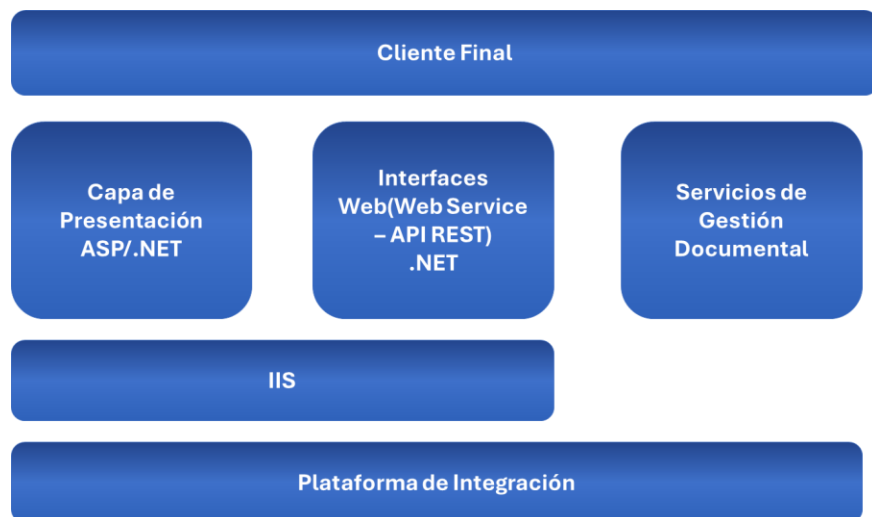 Cliente Final
Capa de
Presentación
ASP/.NET
Interfaces
Web(Web Service
– API REST)
.NET
Servicios de
Gestión
Documental
IIS
Plataforma de Integración